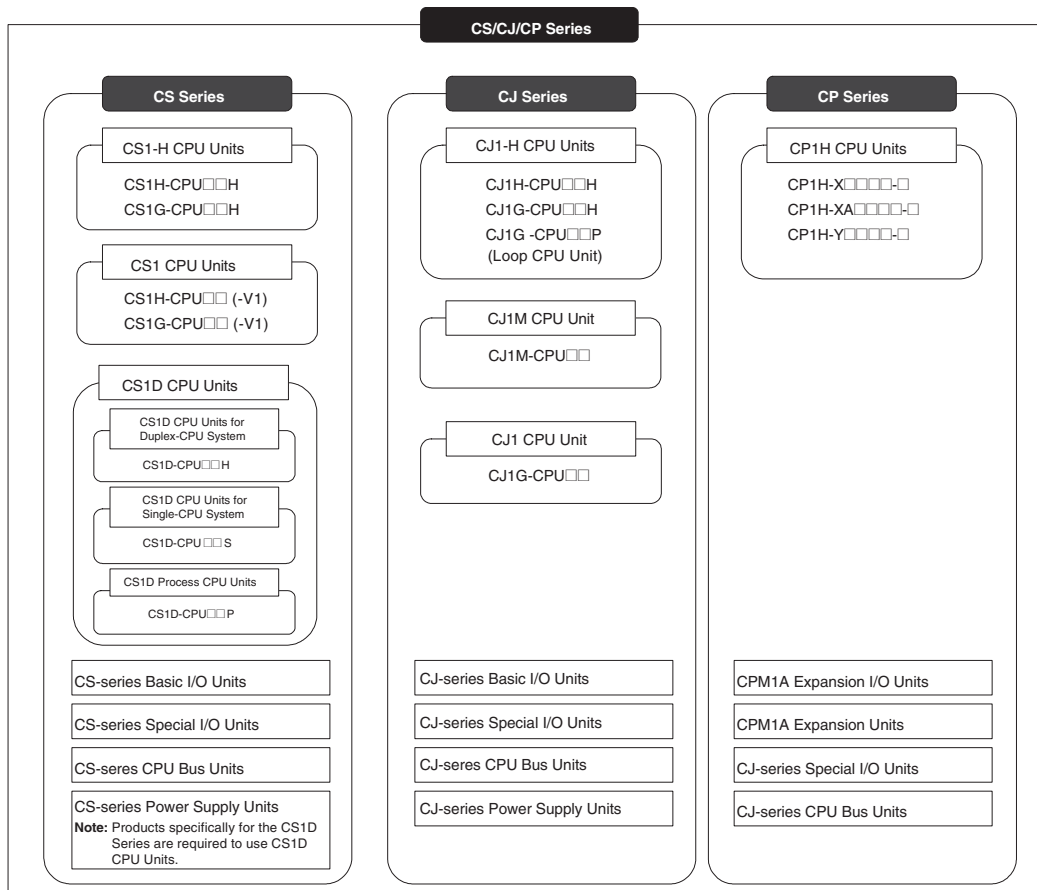 CS/CJ/CP Series
CS Series
CS1-H CPU Units
CS1H-CPU□□H
CS1G-CPU□□H
CS1 CPU Units
CS1H-CPU□□ (-V1)
CS1G-CPU□□ (-V1)
CS1D CPU Units
CS1D CPU Units for
Duplex-CPU System
CS1D-CPU□□H
CS1D CPU Units for
Single-CPU System
CS1D-CPU □□ S
CS1D Process CPU Units
CS1D-CPU□□ P
CS-series Basic I/O Units
CS-series Special I/O Units
CS-seres CPU Bus Units
CS-series Power Supply Units
Note: Products specifically for the CS1D
Series are required to use CS1D
CPU Units.
CJ Series
CJ1-H CPU Units
CJ1H-CPU□□H
CJ1G-CPU□□H
CJ1G -CPU□□P
(Loop CPU Unit)
CJ1M CPU Unit
CJ1M-CPU□□
CJ1 CPU Unit
CJ1G-CPU□□
CJ-series Basic I/O Units
CJ-series Special I/O Units
CJ-seres CPU Bus Units
CJ-series Power Supply Units
CP Series
CP1H CPU Units
CP1H-X□□□□-□
CP1H-XA□□□□-□
CP1H-Y□□□□-□
CPM1A Expansion I/O Units
CPM1A Expansion Units
CJ-series Special I/O Units
CJ-series CPU Bus Units